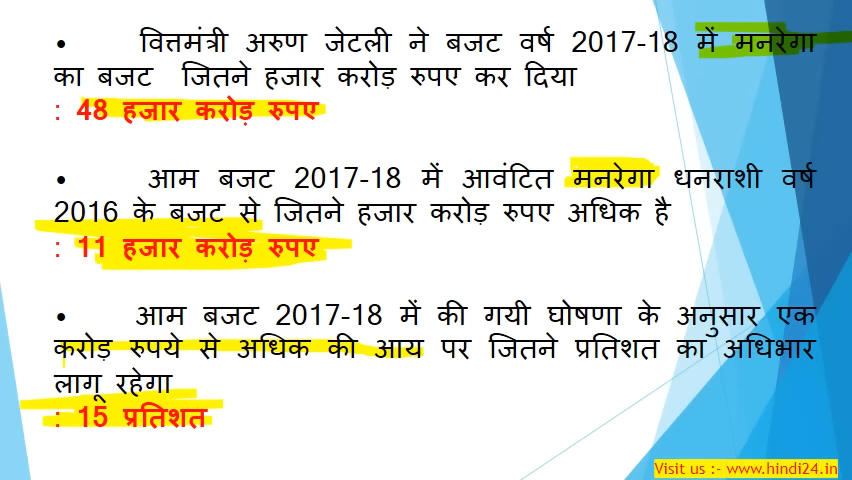 • वित्तमंत्री अरुण जेटली ने बजट वर्ष 2017-18 में मनरेगा
का बजट जितने हजार करोड़ रुपए कर दिया
: 48 हजार करोड़ रुपए
• आम बजट 2017-18 में आवंटित मनरेगा धनराशी वर्ष
2016 के बजट से जितने हजार करोड़ रुपए अधिक है
: 11 हजार करोड़ रुपए
• आम बजट 2017-18 में की गयी घोषणा के अनुसार एक
करोड़ रुपये से अधिक की आय पर जितने प्रतिशत का अधिभार
लागू रहेगा
: 15 प्रतिशत
Visit us :- www.hindi24.in